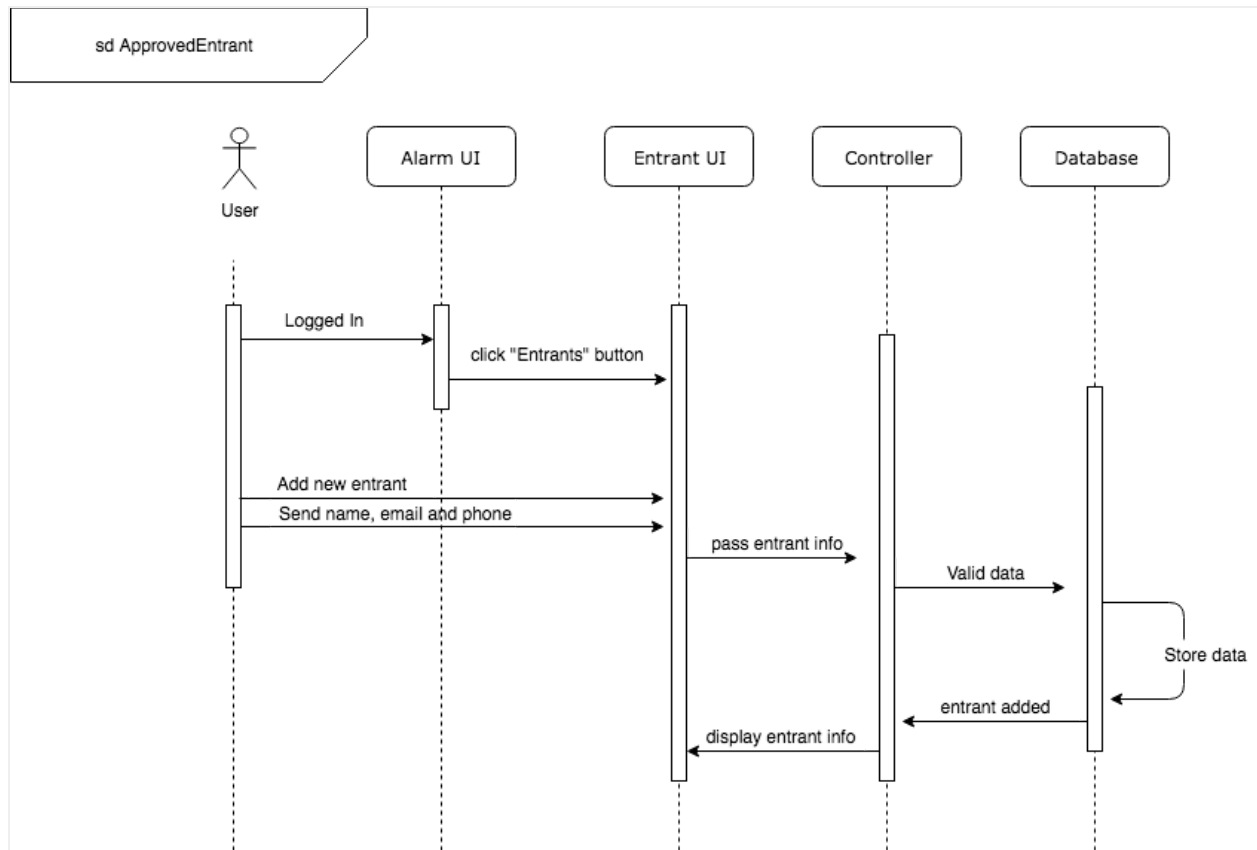 sd ApprovedEntrant
User
Alarm UI
Entrant UI
Controller
Database
Logged In
click "Entrants" button
Add new entrant
Send name, email and phone
pass entrant info
Valid data
Store data
entrant added
display entrant info